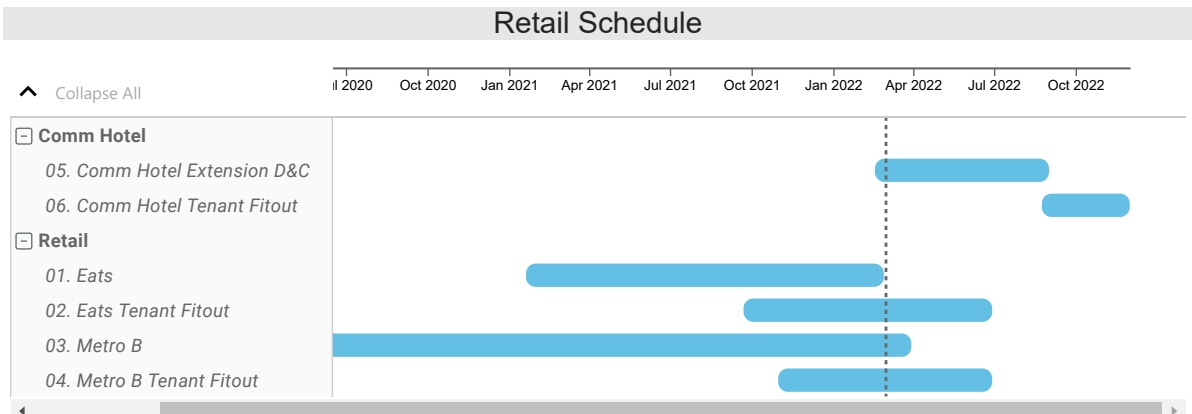 Retail Schedule
Jul 2020 Oct 2020 Jan 2021 Apr 2021 Jul 2021 Oct 2021 Jan 2022 Apr 2022 Jul 2022 Oct 2022
Collapse All
Comm Hotel
05. Comm Hotel Extension D&C
06. Comm Hotel Tenant Fitout
Retail
01. Eats
02. Eats Tenant Fitout
03. Metro B
04. Metro B Tenant Fitout